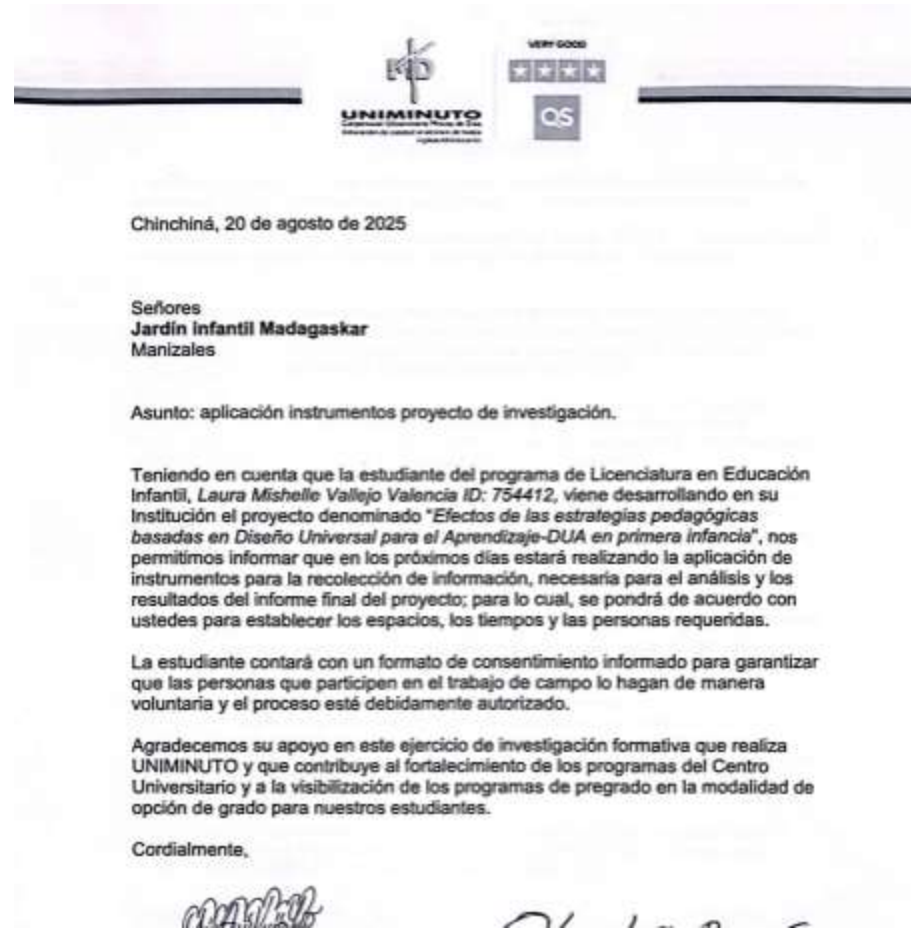 VERY GOOD
UNIMINUTO
Corporación Universitaria Minuto de Dios
QS
Chinchiná, 20 de agosto de 2025
Señores
Jardín Infantil Madagaskar
Manizales
Asunto: aplicación instrumentos proyecto de investigación.
Teniendo en cuenta que la estudiante del programa de Licenciatura en Educación
Infantil, Laura Mishelle Vallejo Valencia ID: 754412, viene desarrollando en su
Institución el proyecto denominado "Efectos de las estrategias pedagógicas
basadas en Diseño Universal para el Aprendizaje-DUA en primera infancia", nos
permitimos informar que en los próximos días estará realizando la aplicación de
instrumentos para la recolección de información, necesaria para el análisis y los
resultados del informe final del proyecto; para lo cual, se pondrá de acuerdo con
ustedes para establecer los espacios, los tiempos y las personas requeridas.
La estudiante contará con un formato de consentimiento informado para garantizar
que las personas que participen en el trabajo de campo lo hagan de manera
voluntaria y el proceso esté debidamente autorizado.
Agradecemos su apoyo en este ejercicio de investigación formativa que realiza
UNIMINUTO y que contribuye al fortalecimiento de los programas del Centro
Universitario y a la visibilización de los programas de pregrado en la modalidad de
opción de grado para nuestros estudiantes.
Cordialmente,